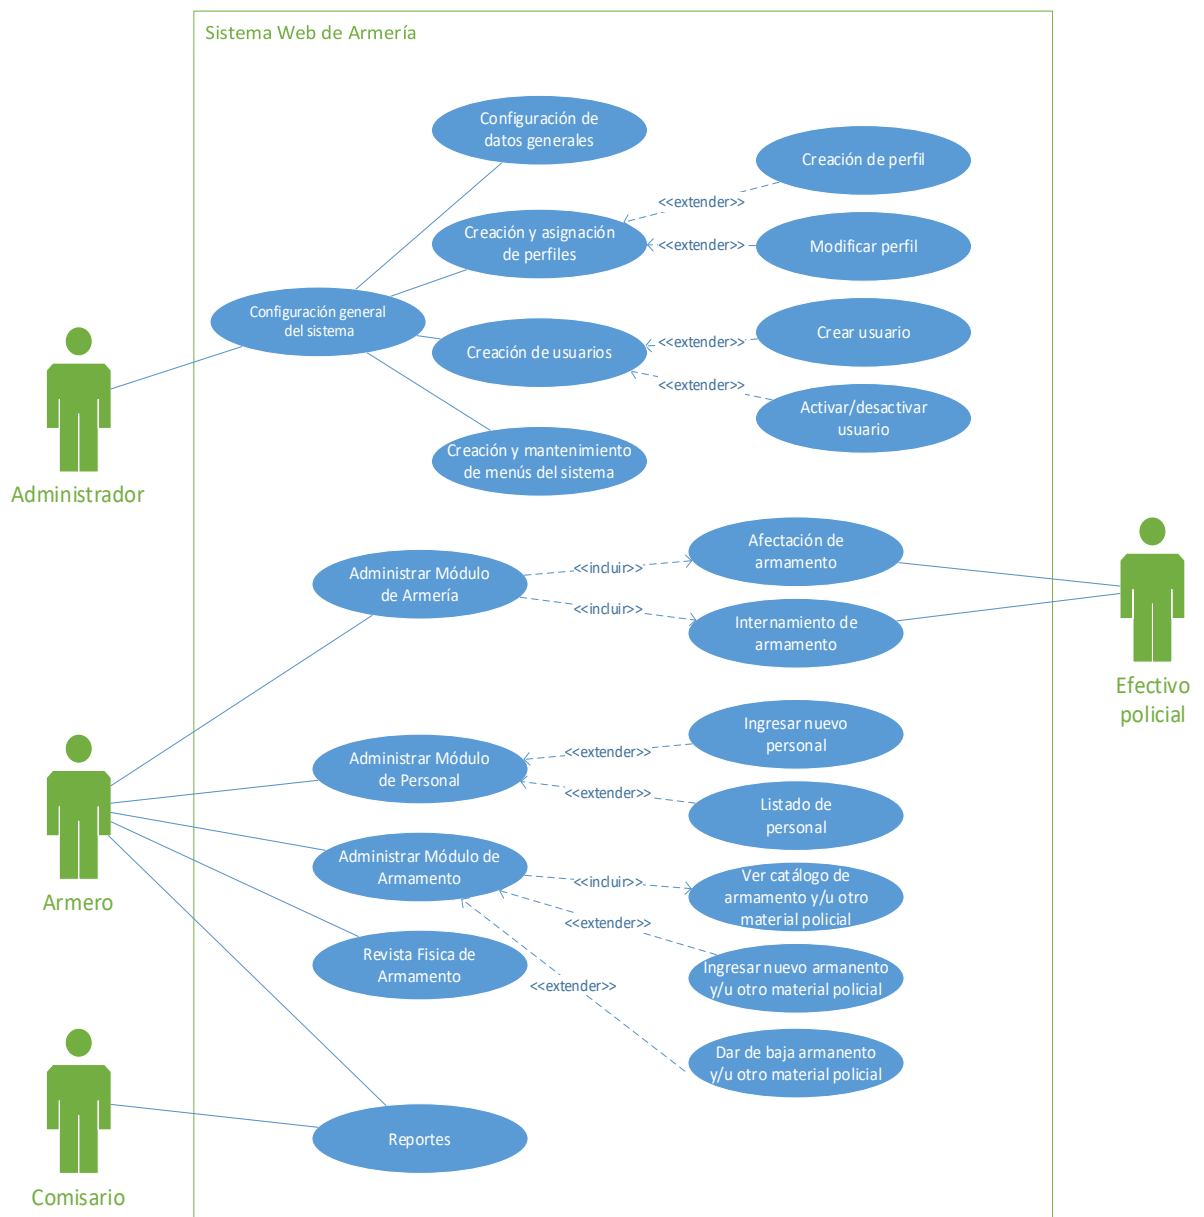 Sistema Web de Armería
Configuración de
datos generales
Creación de perfil
<<extender>>
Creación y asignación
de perfiles
<<extender>>
Modificar perfil
Configuración general
del sistema
Creación de usuarios
<<extender>>
Crear usuario
<<extender>>
Activar/desactivar
usuario
Creación y mantenimiento
de menús del sistema
Administrador
Administrar Módulo
de Armería
<<incluir>>
Afectación de
armamento
<<incluir>>
Internamiento de
armamento
Efectivo
policial
Administrar Módulo
de Personal
<<extender>>
Ingresar nuevo
personal
<<extender>>
Listado de
personal
Armero
Administrar Módulo de
Armamento
<<incluir>>
Ver catálogo de
armamento y/u otro
material policial
<<extender>>
Revista Fisica de
Armamento
Ingresar nuevo armanento
y/u otro material policial
<<extender>>
Dar de baja armanento
y/u otro material policial
Reportes
Comisario